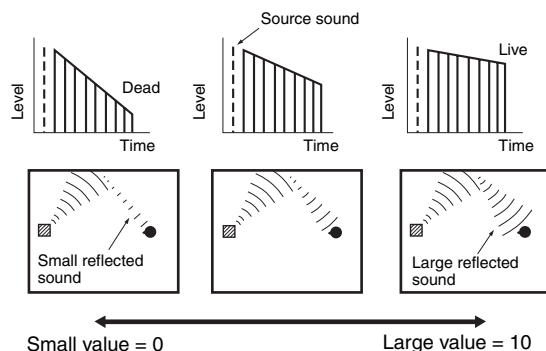 Source sound
Level
Dead
Time
Level
Time
Level
Live
Time
Small reflected
sound
Large reflected
sound
Small value = 0
Large value = 10